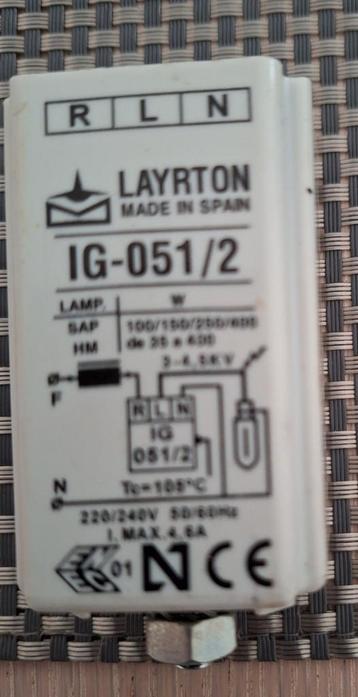 R L N
LAYRTON
MADE IN SPAIN
IG-051/2
LAMP. W
SAP 100/150/250/400
HM de 35 a 400
3-4,5KV
Ø
F
R L N
IG
051/2
N
Ø
Tc=105°C
220/240V 50/60Hz
I. MAX. 4,6A
01 N CE